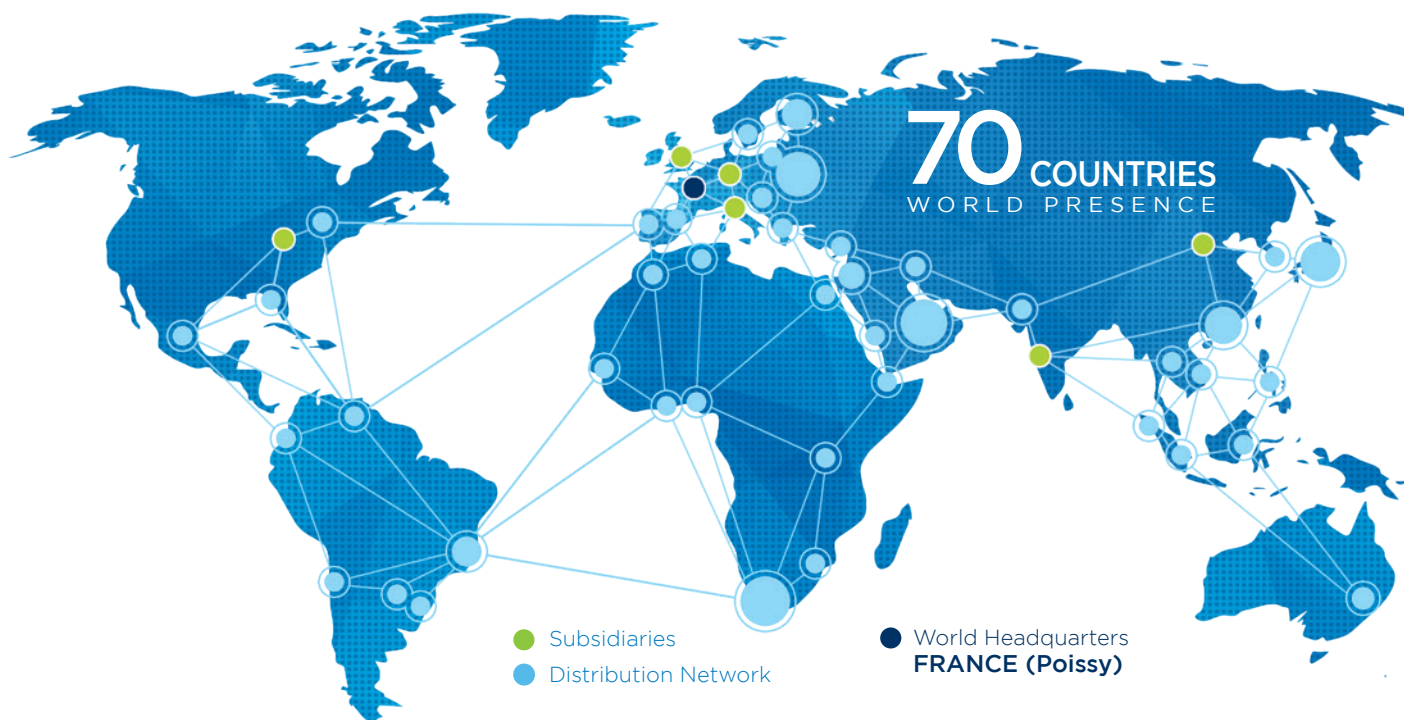 70 COUNTRIES
WORLD PRESENCE
Subsidiaries
Distribution Network
World Headquarters
FRANCE (Poissy)